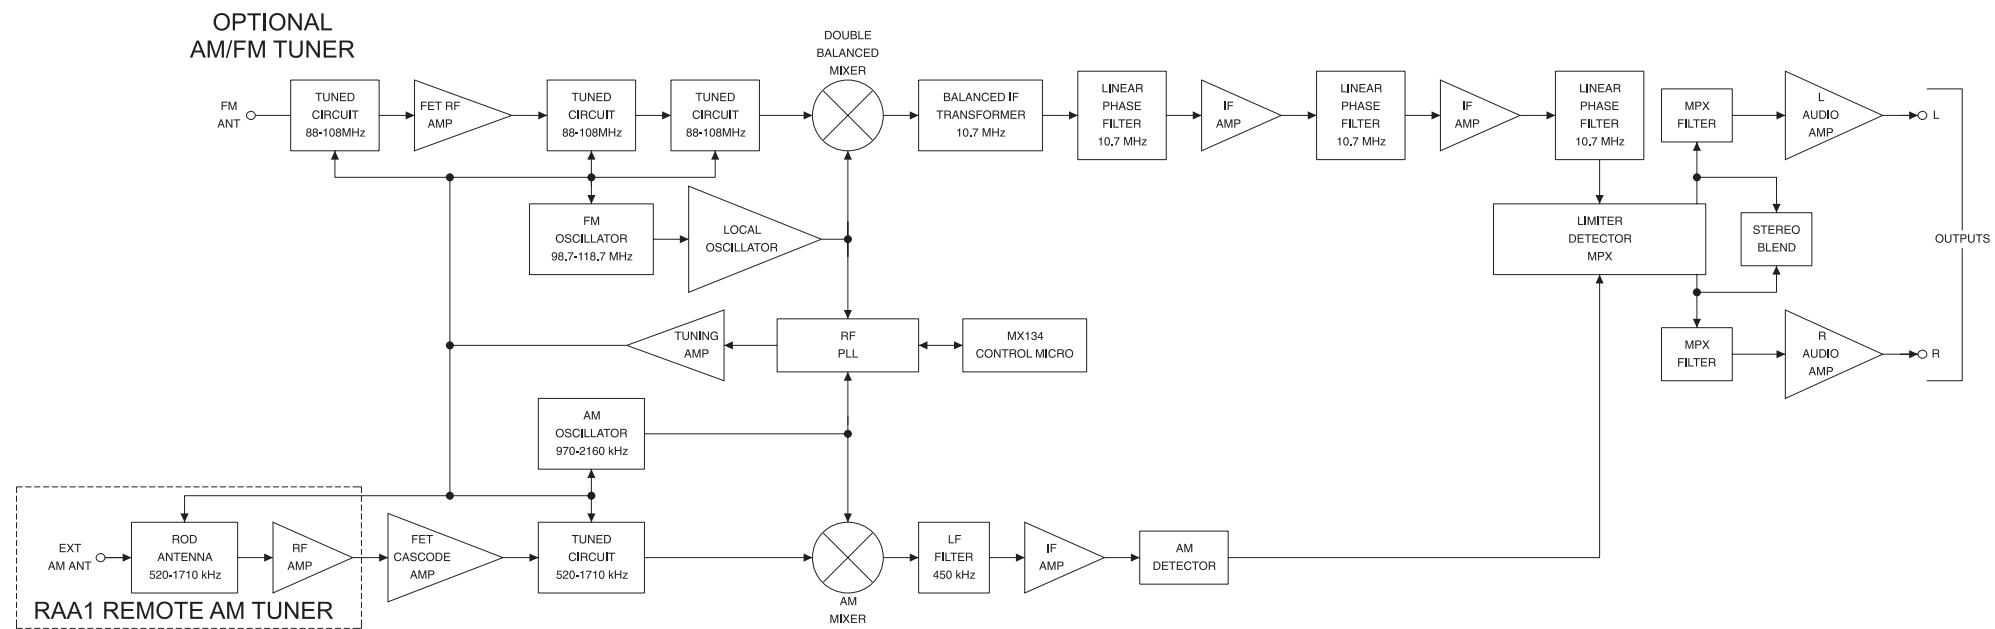 OPTIONAL
AM/FM TUNER
FM
ANT
TUNED
CIRCUIT
88-108MHz
FET RF
AMP
TUNED
CIRCUIT
88-108MHz
TUNED
CIRCUIT
88-108MHz
DOUBLE
BALANCED
MIXER
BALANCED IF
TRANSFORMER
10.7 MHz
LINEAR
PHASE
FILTER
10.7 MHz
IF
AMP
LINEAR
PHASE
FILTER
10.7 MHz
IF
AMP
LINEAR
PHASE
FILTER
10.7 MHz
MPX
FILTER
L
AUDIO
AMP
L
FM
OSCILLATOR
98.7-118.7 MHz
LOCAL
OSCILLATOR
LIMITER
DETECTOR
MPX
STEREO
BLEND
OUTPUTS
TUNING
AMP
RF
PLL
MX134
CONTROL MICRO
MPX
FILTER
R
AUDIO
AMP
R
AM
OSCILLATOR
970-2160 kHz
EXT
AM ANT
ROD
ANTENNA
520-1710 kHz
RF
AMP
FET
CASCODE
AMP
TUNED
CIRCUIT
520-1710 kHz
AM
MIXER
LF
FILTER
450 kHz
IF
AMP
AM
DETECTOR
RAA1 REMOTE AM TUNER